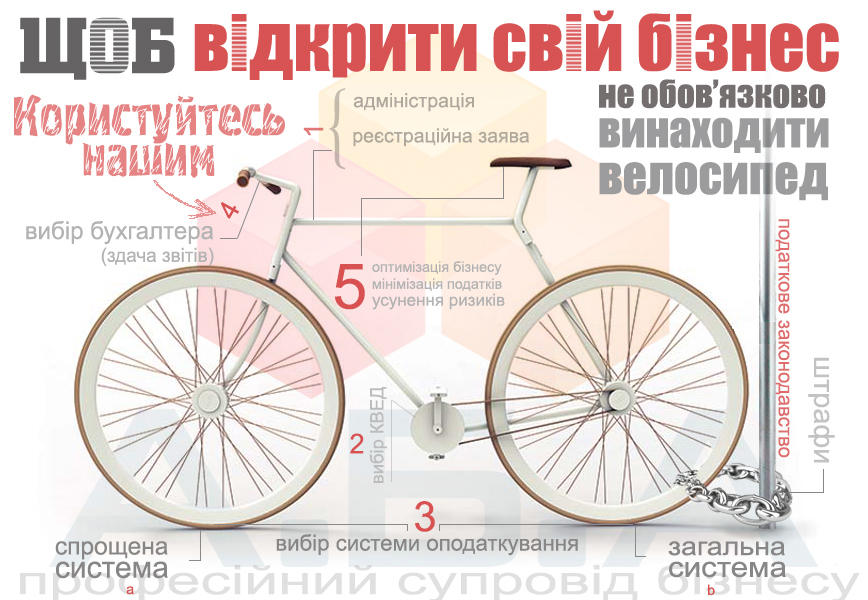 Щоб відкрити свій бізнес
не обов’язково
винаходити
велосипед
Користуйтесь
нашим
1
адміністрація
реєстраційна заява
4
вибір бухгалтера
(здача звітів)
5
оптимізація бізнесу
мінімізація податків
усунення ризиків
податкове законодавство
штрафи
2
вибір КВЕД
3
вибір системи оподаткування
спрощена
система
a
загальна
система
b
А.Б.А
професійний супровід бізнесу